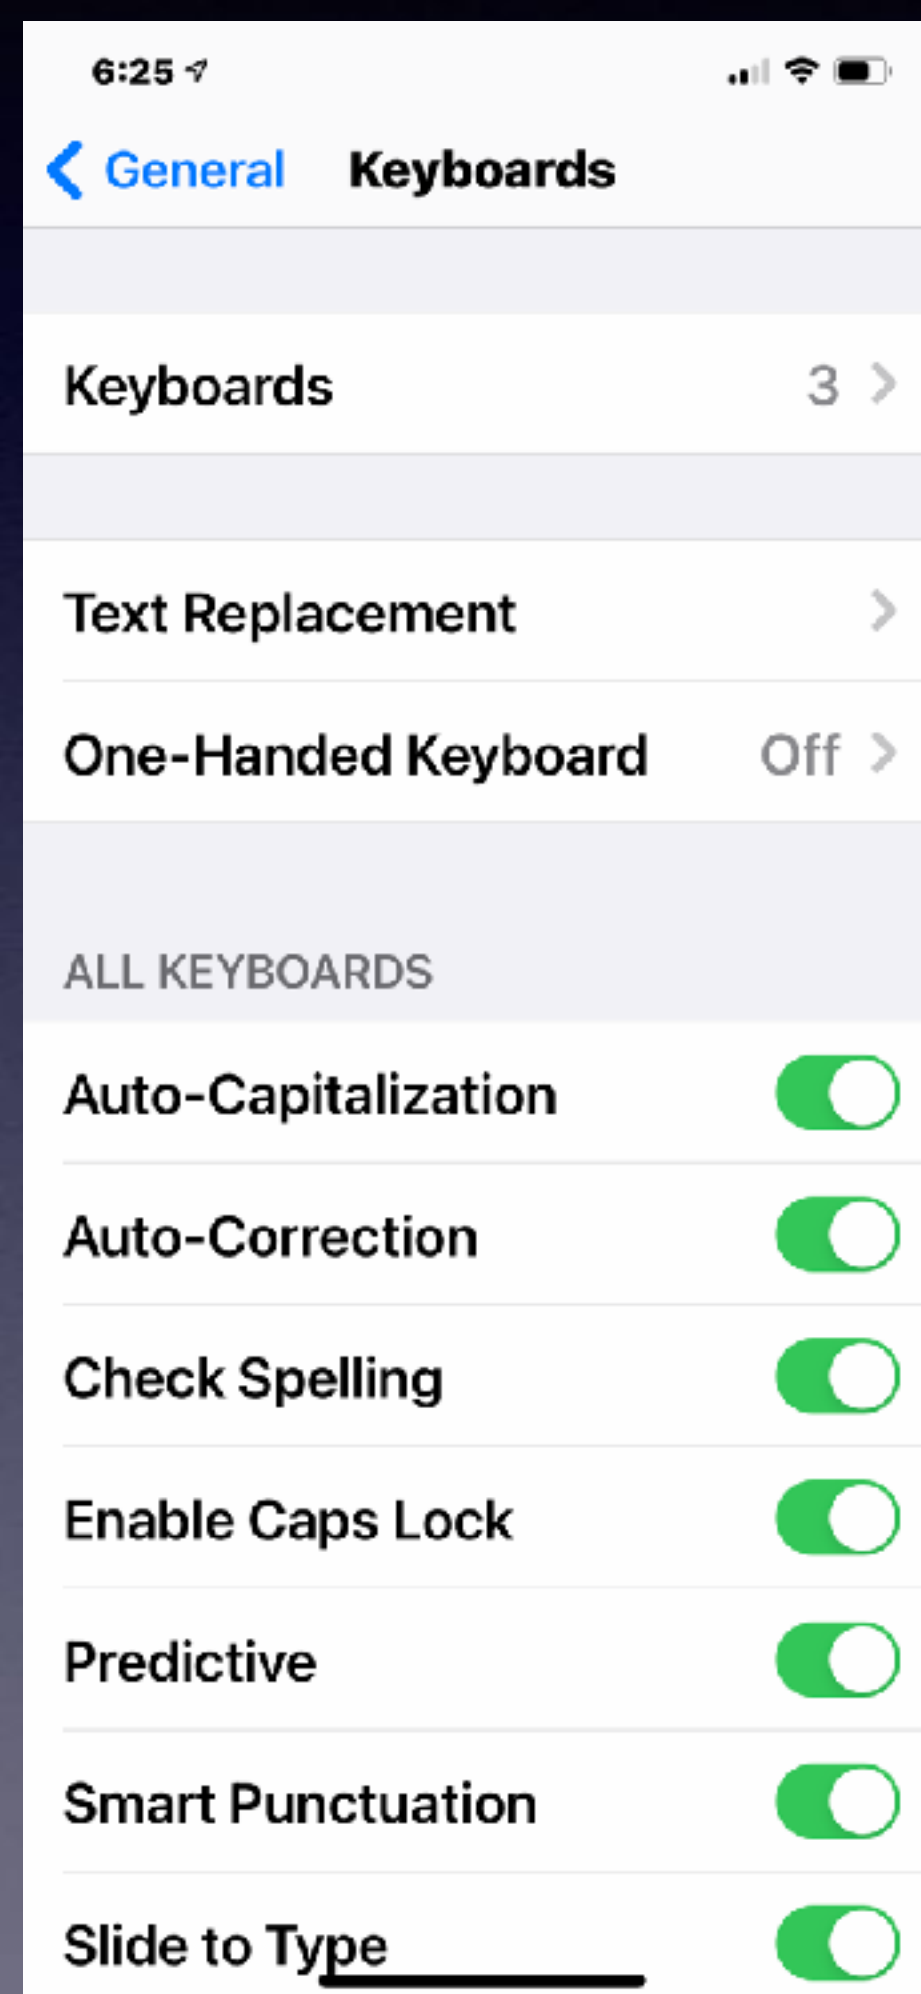 6:25
General Keyboards
Keyboards 3
Text Replacement
One-Handed Keyboard Off
ALL KEYBOARDS
Auto-Capitalization
Auto-Correction
Check Spelling
Enable Caps Lock
Predictive
Smart Punctuation
Slide to Type